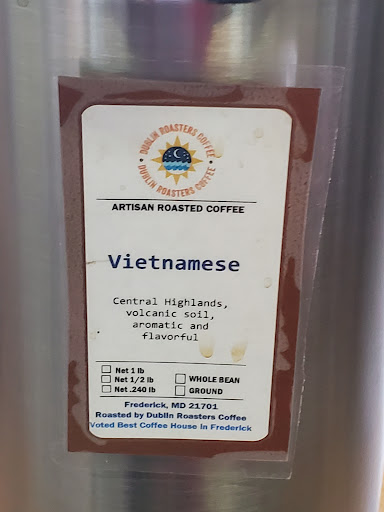 DUBLIN ROASTERS COFFEE
DUBLIN ROASTERS COFFEE
ARTISAN ROASTED COFFEE
Vietnamese
Central Highlands,
volcanic soil,
aromatic and
flavorful
Net 1 lb
Net 1/2 lb
Net .240 lb
WHOLE BEAN
GROUND
Frederick, MD 21701
Roasted by Dublin Roasters Coffee
Voted Best Coffee House in Frederick